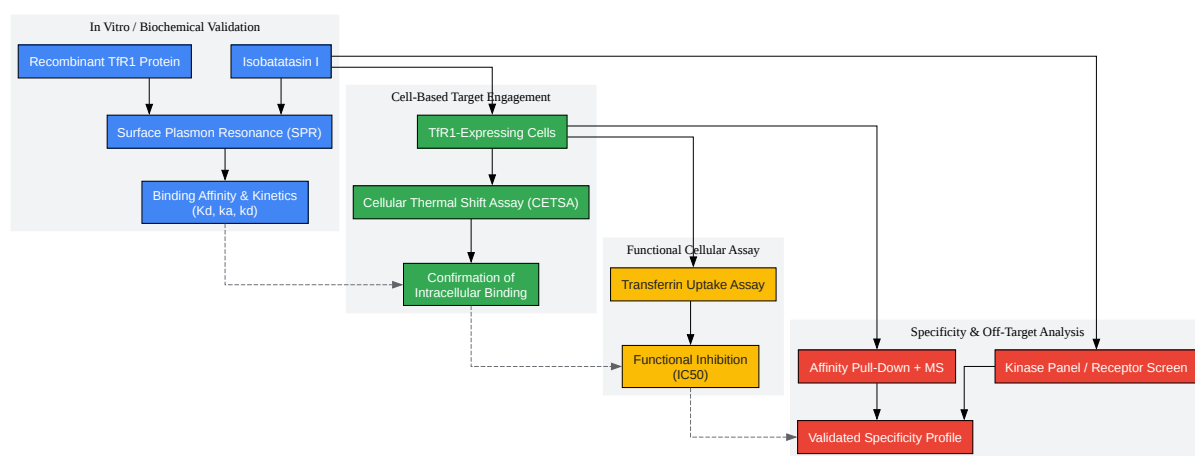 In Vitro / Biochemical Validation
Recombinant TfR1 Protein
Isobatatasin I
Surface Plasmon Resonance (SPR)
Binding Affinity & Kinetics
(Kd, ka, kd)
Cell-Based Target Engagement
TfR1-Expressing Cells
Cellular Thermal Shift Assay (CETSA)
Confirmation of
Intracellular Binding
Functional Cellular Assay
Transferrin Uptake Assay
Functional Inhibition
(IC50)
Specificity & Off-Target Analysis
Affinity Pull-Down + MS
Kinase Panel / Receptor Screen
Validated Specificity Profile